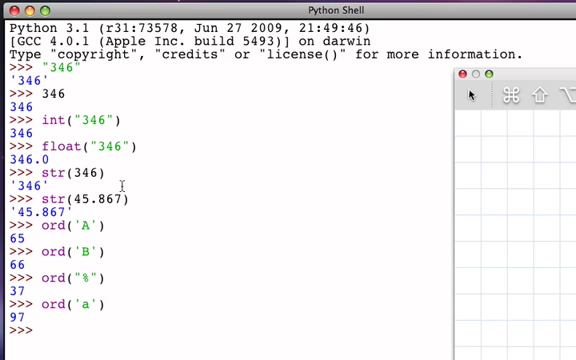 Python Shell
Python 3.1 (r31:73578, Jun 27 2009, 21:49:46)
[GCC 4.0.1 (Apple Inc. build 5493)] on darwin
Type "copyright", "credits" or "license()" for more information.
>>> "346"
'346'
>>> 346
346
>>> int("346")
346
>>> float("346")
346.0
>>> str(346)
'346'
>>> str(45.867)
'45.867'
>>> ord('A')
65
>>> ord('B')
66
>>> ord("%")
37
>>> ord('a')
97
>>>